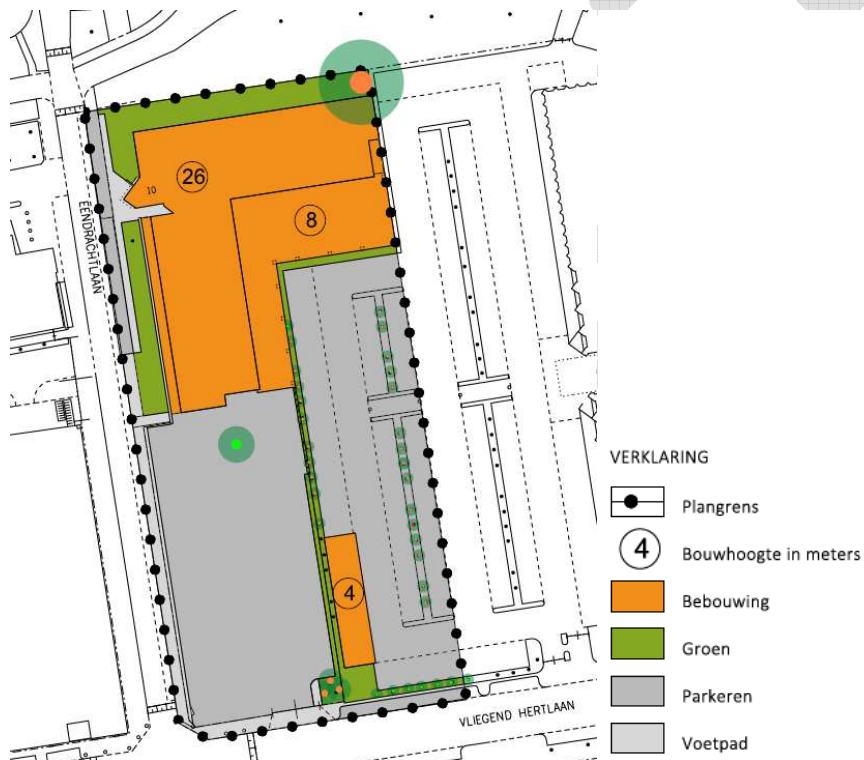 26
10
8
EENDRACHTLAAN
4
VLIEGEND HERTLAAN
VERKLARING
Plangrens
4 Bouwhoogte in meters
Bebouwing
Groen
Parkeren
Voetpad